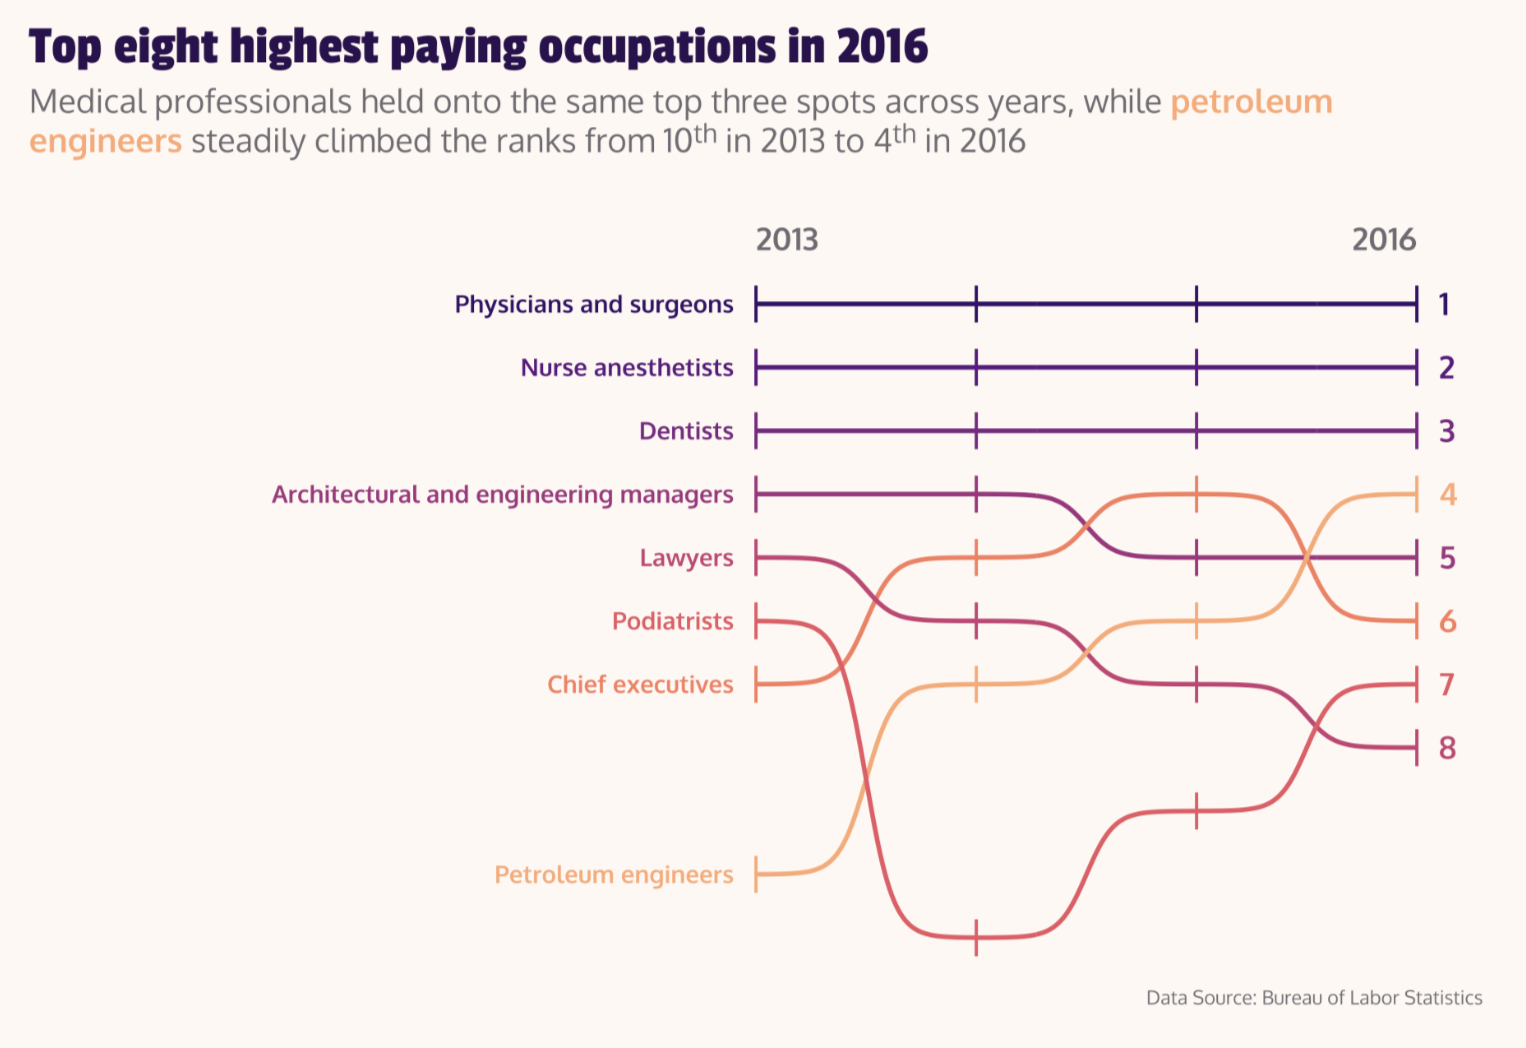 Top eight highest paying occupations in 2016
Medical professionals held onto the same top three spots across years, while petroleum
engineers steadily climbed the ranks from 10th in 2013 to 4th in 2016
2013 2016
Physicians and surgeons 1
Nurse anesthetists 2
Dentists 3
Architectural and engineering managers 4
Lawyers 5
Podiatrists 6
Chief executives 7
8
Petroleum engineers
Data Source: Bureau of Labor Statistics